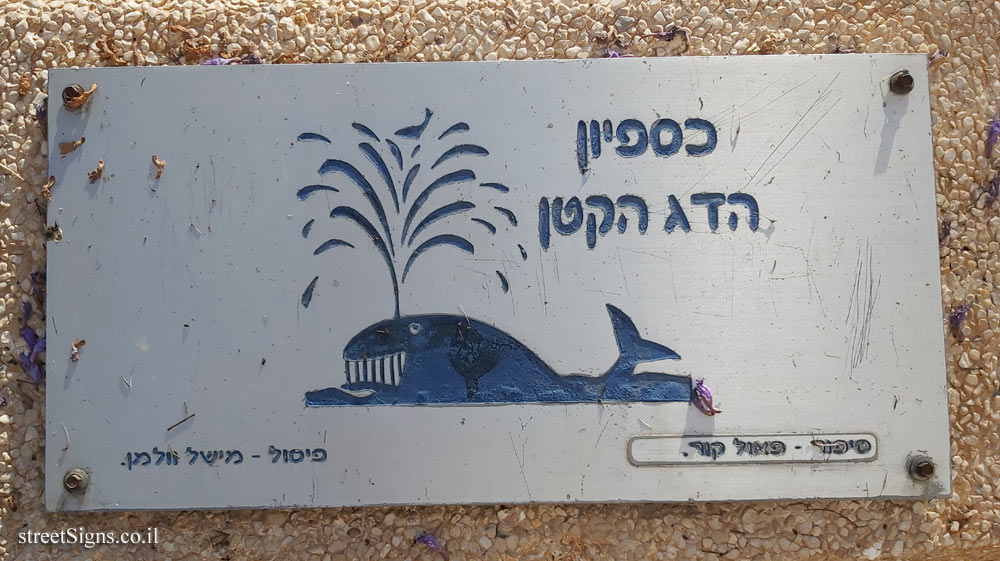 כספיון
הדג הקטן
סיפור - פאול קור.
פיסול - מישל וולמן.
streetSigns.co.il